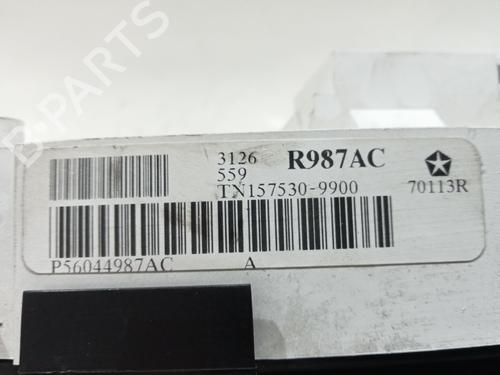 B-PARTS
3126 R987AC
559
TN157530-9900 70113R
P56044987AC A